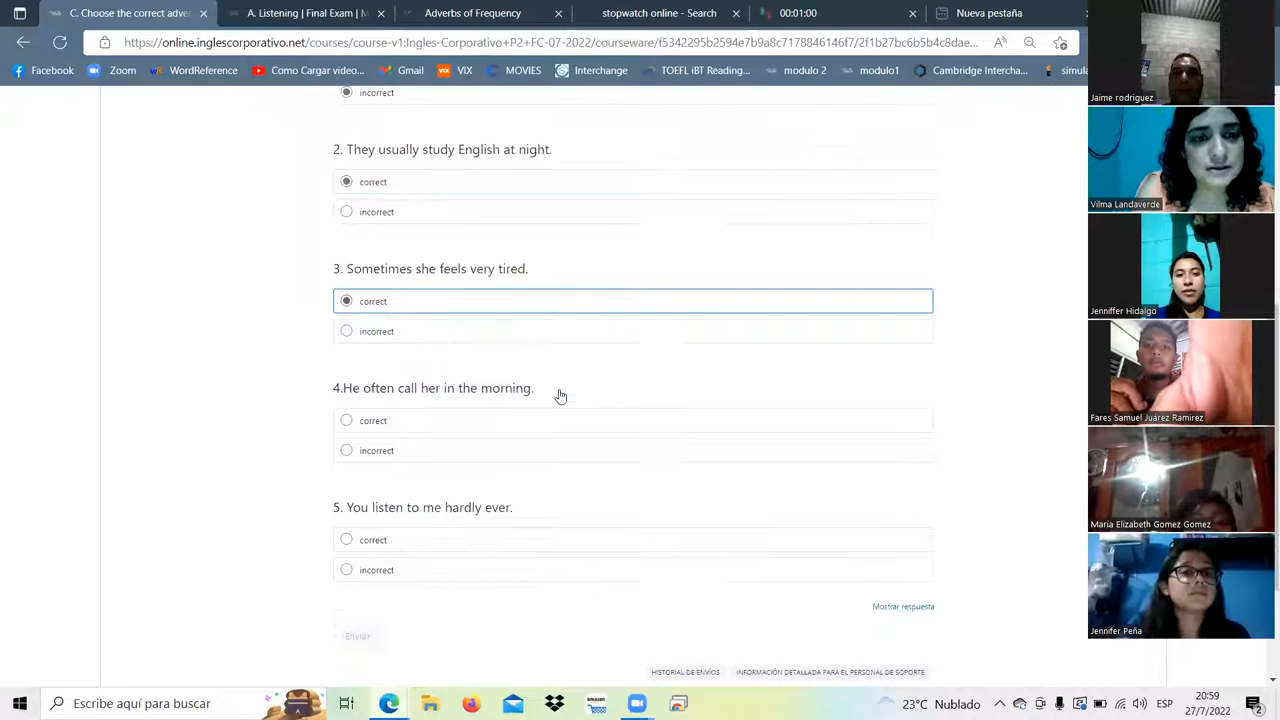 C. Choose the correct adver
A. Listening | Final Exam | M
Adverbs of Frequency
stopwatch online - Search
00:01:00
Nueva pestaña
https://online.inglescorporativo.net/courses/course-v1:Ingles-Corporativo+P2+FC-07-2022/courseware/f5342295b2594e7b9a8c7178846146f7/2f1b27bc6b5b4c8dae...
Facebook
Zoom
WordReference
Como Cargar video...
Gmail
VIX
MOVIES
Interchange
TOEFL iBT Reading...
modulo 2
modulo1
Cambridge Intercha...
simula
incorrect
2. They usually study English at night.
correct
incorrect
3. Sometimes she feels very tired.
correct
incorrect
4.He often call her in the morning.
correct
incorrect
5. You listen to me hardly ever.
correct
incorrect
Mostrar respuesta
Enviar
HISTORIAL DE ENVÍOS
INFORMACIÓN DETALLADA PARA EL PERSONAL DE SOPORTE
Jaime rodriguez
Vilma Landaverde
Jenniffer Hidalgo
Fares Samuel Juárez Ramirez
Maria Elizabeth Gomez Gomez
Jennifer Peña
Escribe aquí para buscar
amazon
23°C Nublado
ESP
20:59
27/7/2022
2